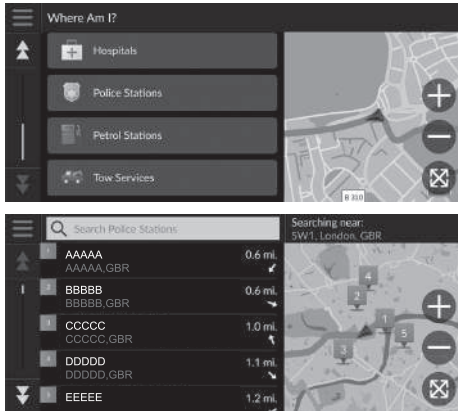 Where Am I?
Hospitals
Police Stations
Petrol Stations
Tow Services
B 310
Search Police Stations
Searching near:
SW1, London, GBR
1 AAAAA 0.6 mi.
AAAAA,GBR
2 BBBBB 0.6 mi.
BBBBB,GBR
3 CCCCC 1.0 mi.
CCCCC,GBR
DDDDD 1.1 mi.
DDDDD,GBR
EEEEE 1.2 mi.
4
2
1
5
3